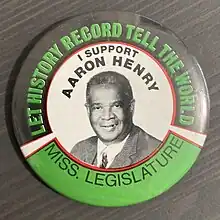 LET HISTORY RECORD TELL THE WORLD
I SUPPORT
AARON HENRY
MISS. LEGISLATURE